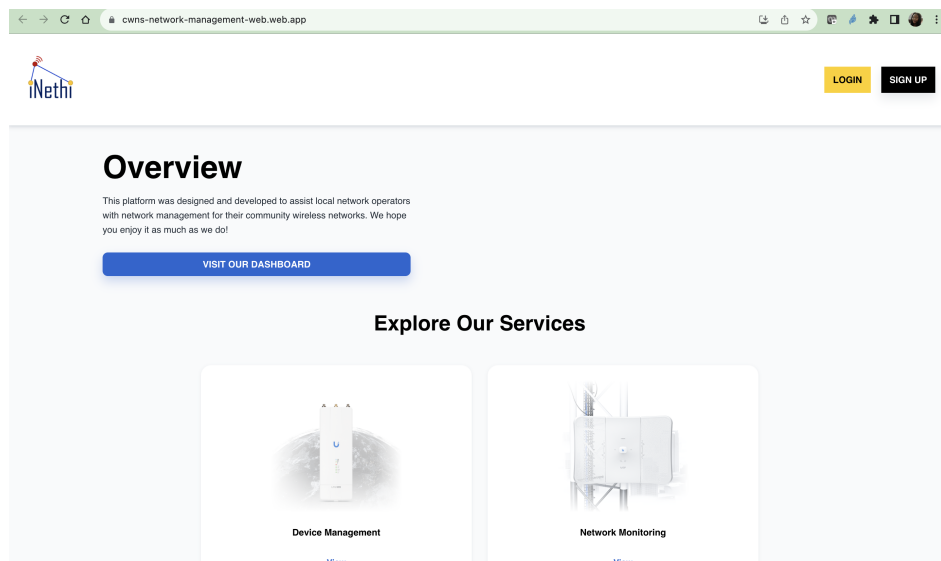 cwns-network-management-web.web.app
iNethi
LOGIN
SIGN UP
Overview
This platform was designed and developed to assist local network operators
with network management for their community wireless networks. We hope
you enjoy it as much as we do!
VISIT OUR DASHBOARD
Explore Our Services
Device Management
Network Monitoring
View
View